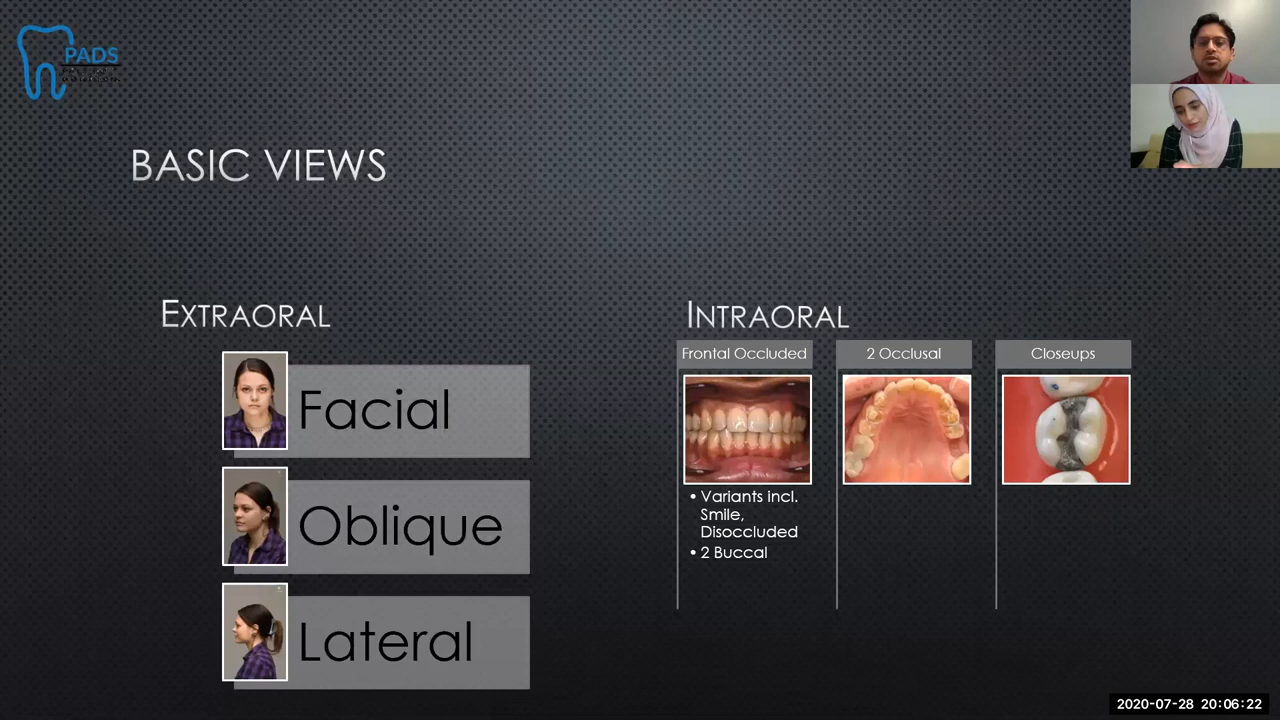 PADS
BASIC VIEWS
EXTRAORAL
Facial
Oblique
Lateral
INTRAORAL
Frontal Occluded
• Variants incl.
Smile,
Disoccluded
• 2 Buccal
2 Occlusal
Closeups
2020-07-28 20:06:22